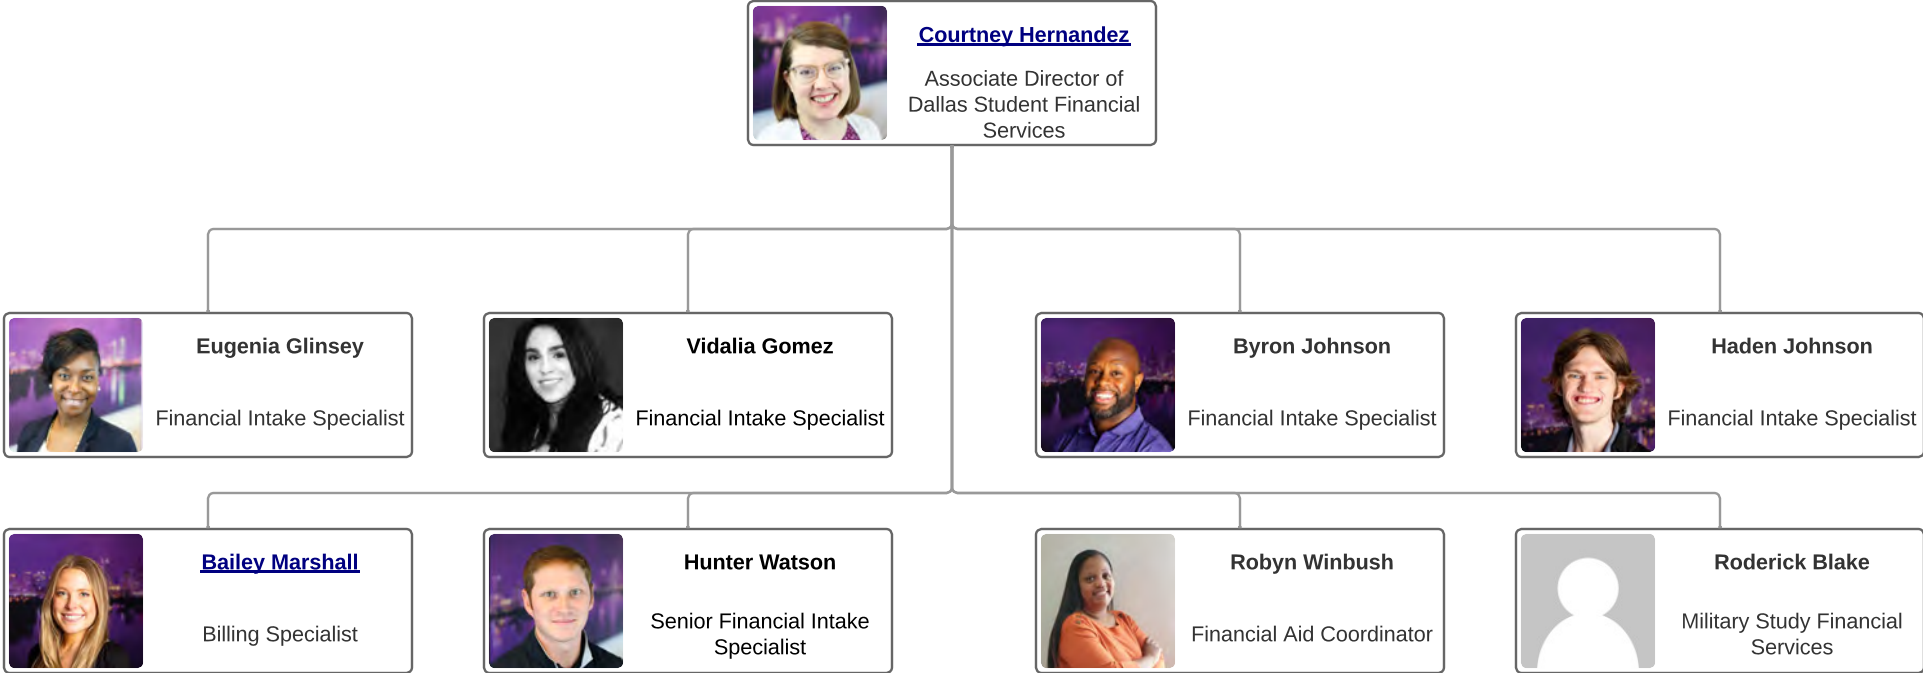 Courtney Hernandez
Associate Director of
Dallas Student Financial
Services
Eugenia Glinsey
Financial Intake Specialist
Vidalia Gomez
Financial Intake Specialist
Byron Johnson
Financial Intake Specialist
Haden Johnson
Financial Intake Specialist
Bailey Marshall
Billing Specialist
Hunter Watson
Senior Financial Intake
Specialist
Robyn Winbush
Financial Aid Coordinator
Roderick Blake
Military Study Financial
Services